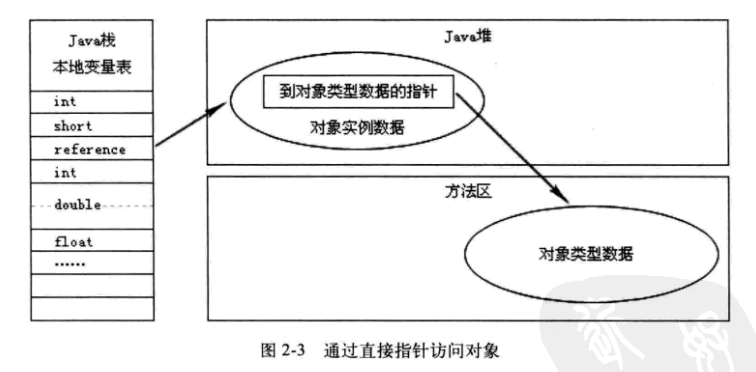 Java栈
本地变量表
int
short
reference
int
double
float
......
Java堆
到对象类型数据的指针
对象实例数据
方法区
对象类型数据
图 2-3 通过直接指针访问对象